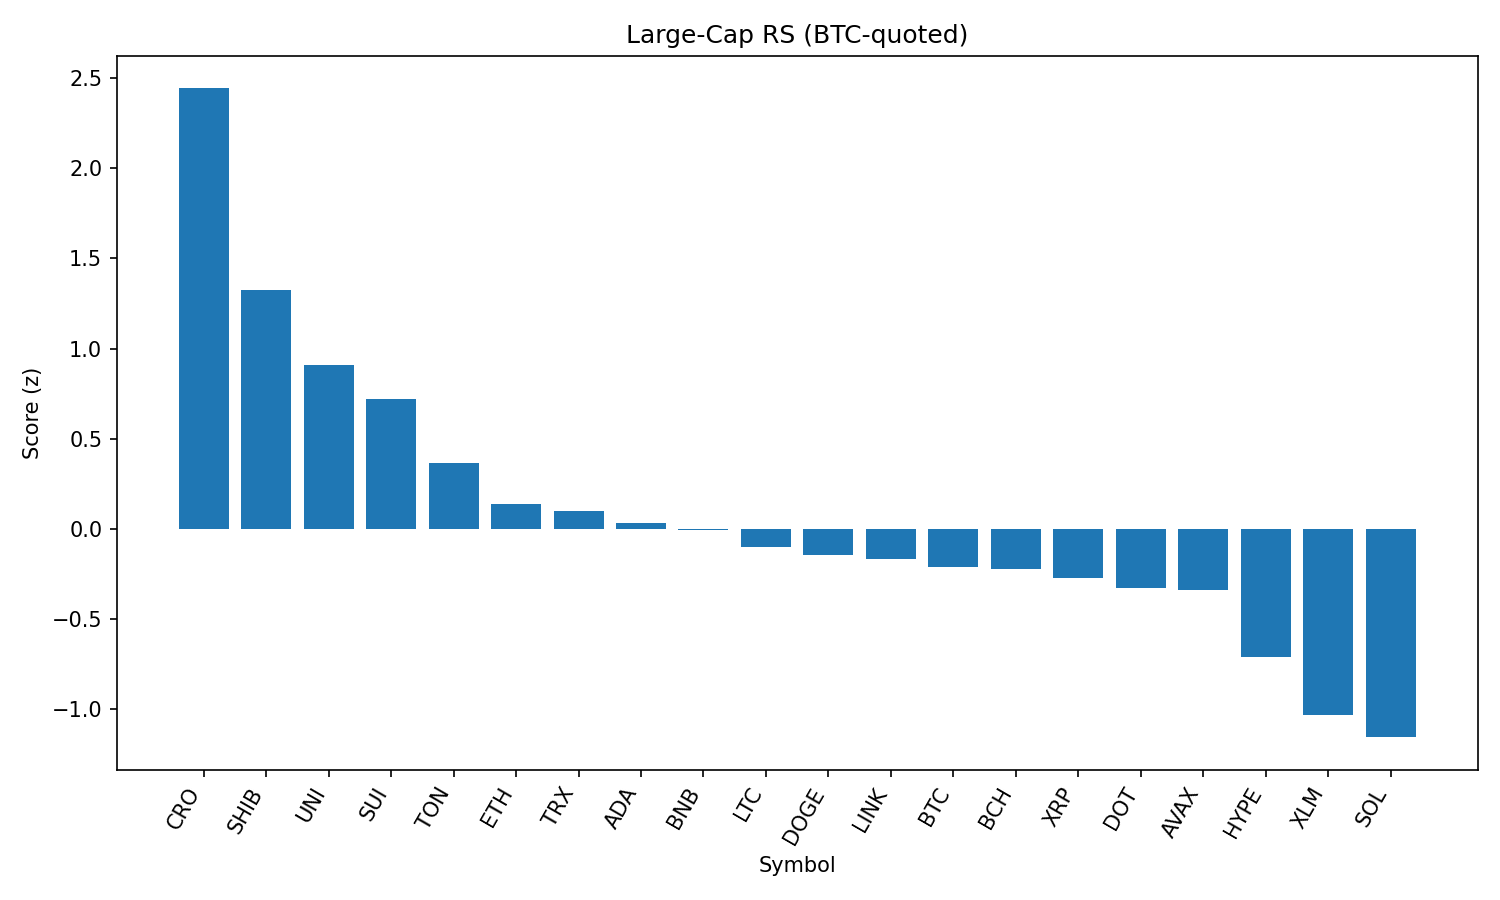 Large-Cap RS (BTC-quoted)
2.5
2.0
1.5
1.0
0.5
0.0
−0.5
−1.0
Score (z)
CRO
SHIB
UNI
SUI
TON
ETH
TRX
ADA
BNB
LTC
DOGE
LINK
BTC
BCH
XRP
DOT
AVAX
HYPE
XLM
SOL
Symbol